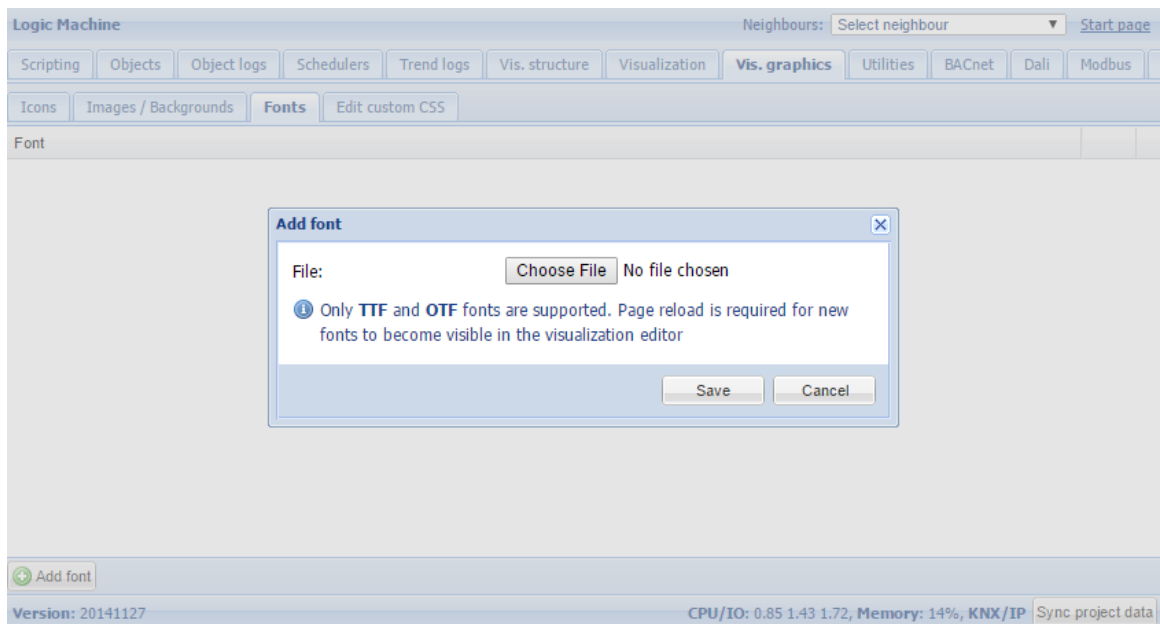 Logic Machine Neighbours: Select neighbour Start page
Scripting Objects Object logs Schedulers Trend logs Vis. structure Visualization Vis. graphics Utilities BACnet Dali Modbus
Icons Images / Backgrounds Fonts Edit custom CSS
Font
Add font
File: Choose File No file chosen
Only TTF and OTF fonts are supported. Page reload is required for new
fonts to become visible in the visualization editor
Save Cancel
Add font
Version: 20141127 CPU/IO: 0.85 1.43 1.72, Memory: 14%, KNX/IP Sync project data